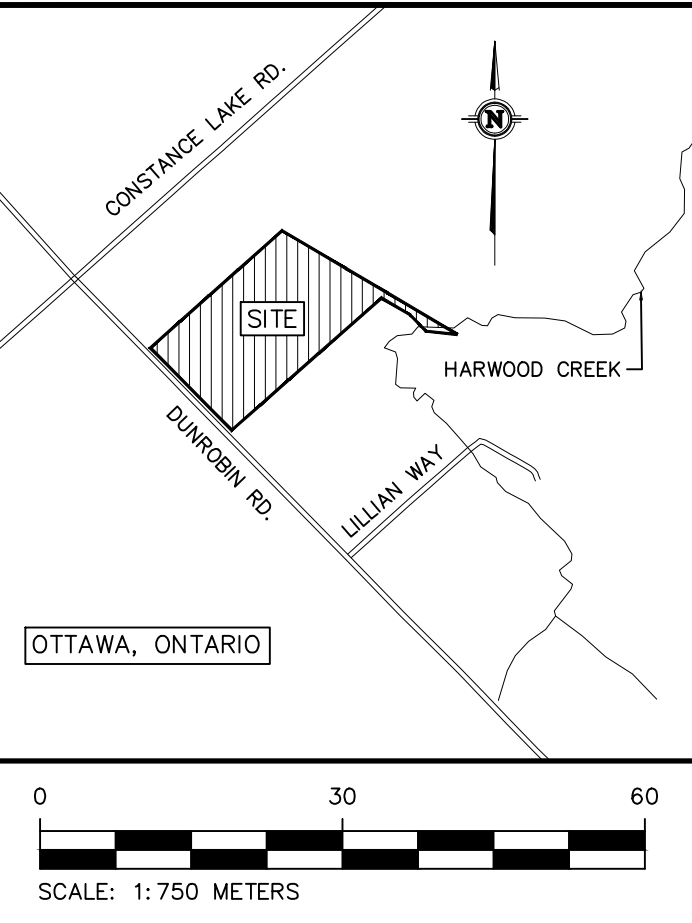 CONSTANCE LAKE RD.
N
SITE
HARWOOD CREEK
DUNROBIN RD.
LILLIAN WAY
OTTAWA, ONTARIO
0 30 60
SCALE: 1:750 METERS